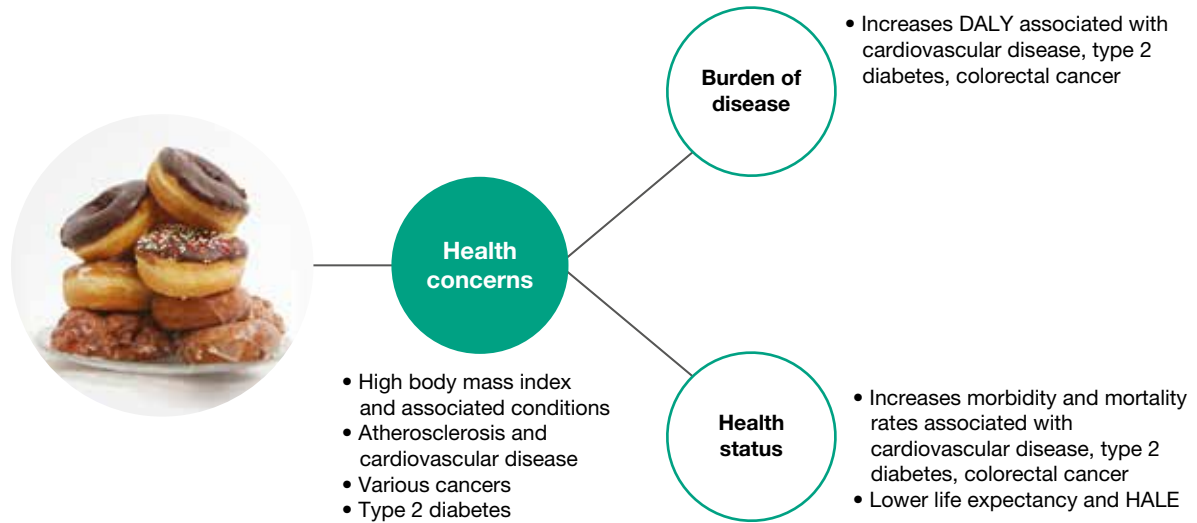 • Increases DALY associated with
cardiovascular disease, type 2
diabetes, colorectal cancer
Burden of
disease
Health
concerns
• High body mass index
and associated conditions
• Atherosclerosis and
cardiovascular disease
• Various cancers
• Type 2 diabetes
Health
status
• Increases morbidity and mortality
rates associated with
cardiovascular disease, type 2
diabetes, colorectal cancer
• Lower life expectancy and HALE